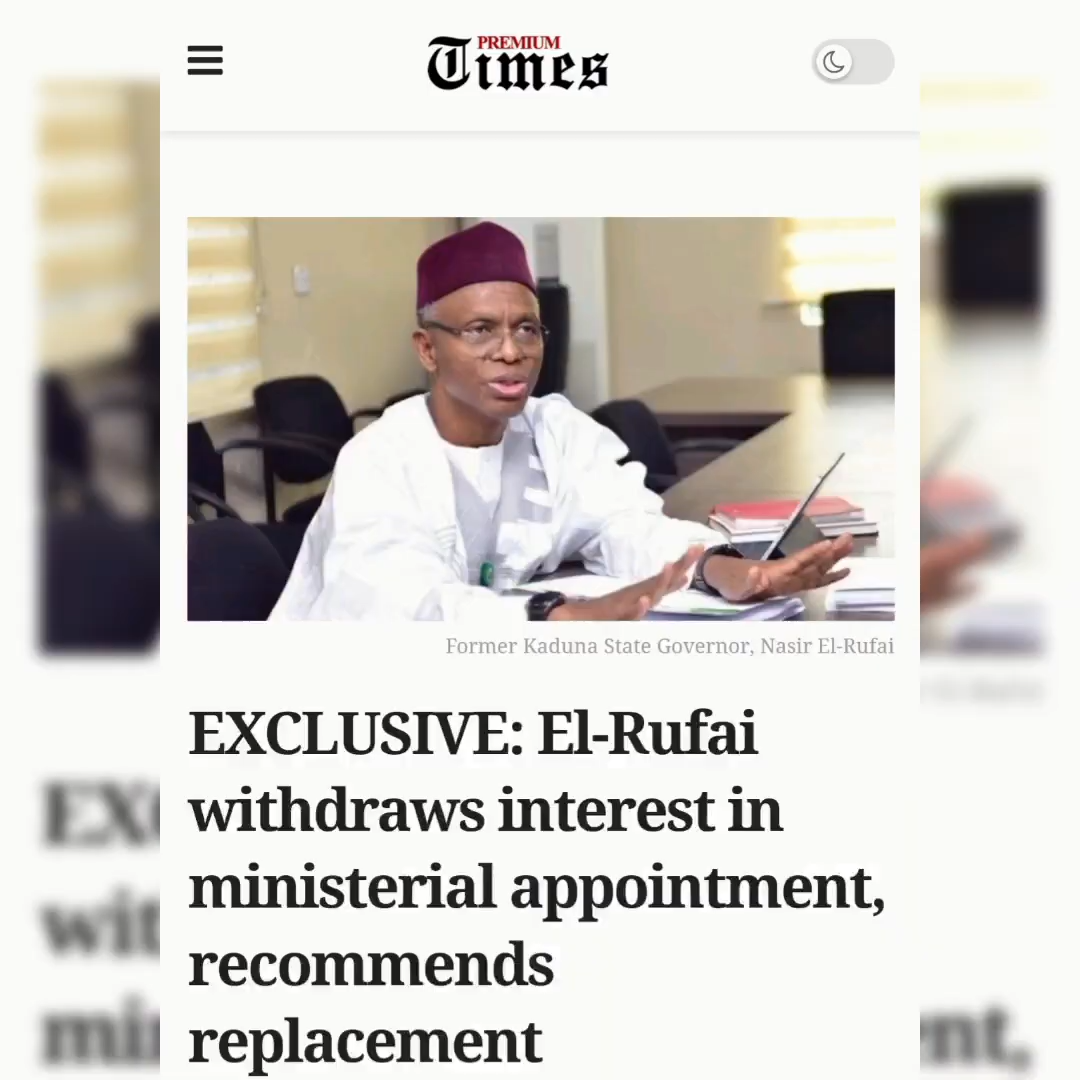 PREMIUM
Times
Former Kaduna State Governor, Nasir El-Rufai
EXCLUSIVE: El-Rufai
withdraws interest in
ministerial appointment,
recommends
replacement